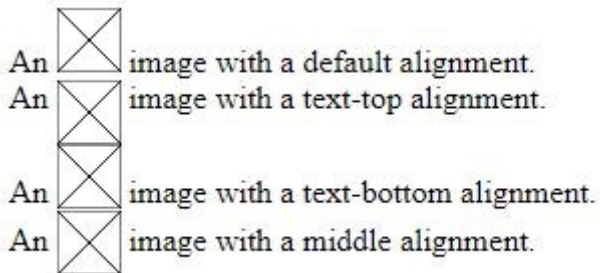 An image with a default alignment.
An image with a text-top alignment.
An image with a text-bottom alignment.
An image with a middle alignment.